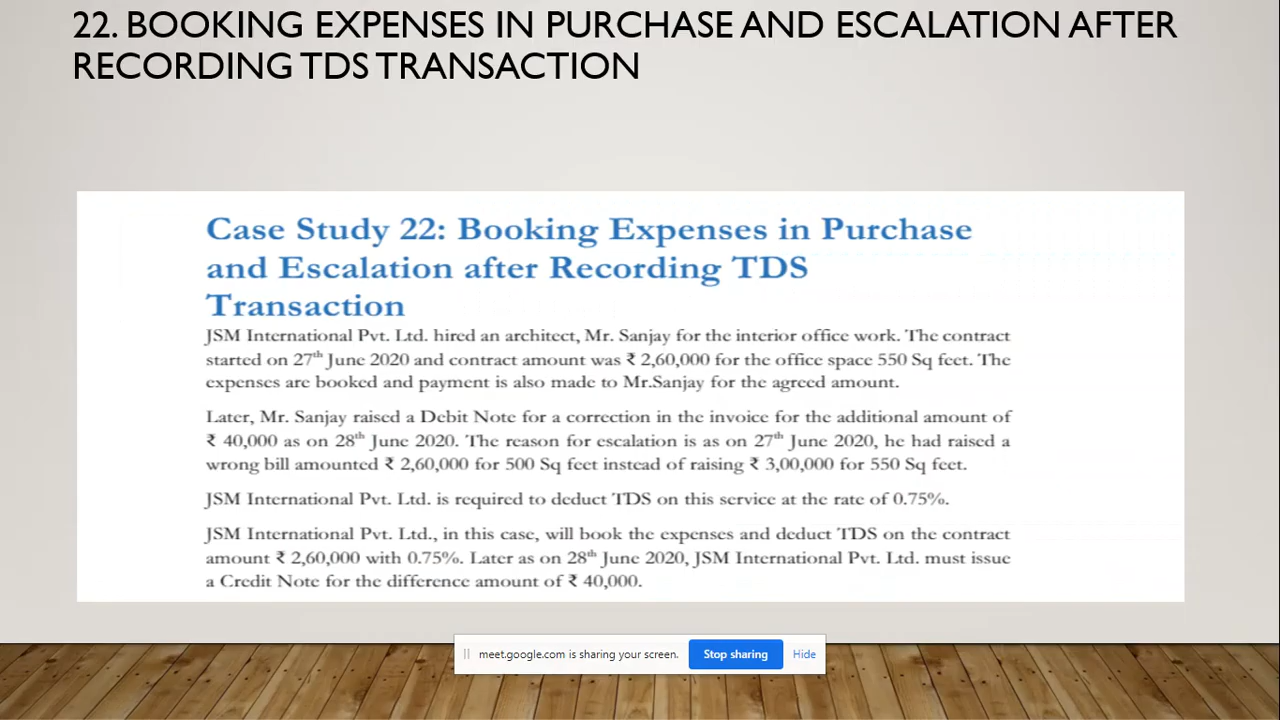 22. BOOKING EXPENSES IN PURCHASE AND ESCALATION AFTER
RECORDING TDS TRANSACTION
Case Study 22: Booking Expenses in Purchase
and Escalation after Recording TDS
Transaction
JSM International Pvt. Ltd. hired an architect, Mr. Sanjay for the interior office work. The contract
started on 27th June 2020 and contract amount was ₹ 2,60,000 for the office space 550 Sq feet. The
expenses are booked and payment is also made to Mr.Sanjay for the agreed amount.
Later, Mr. Sanjay raised a Debit Note for a correction in the invoice for the additional amount of
₹ 40,000 as on 28th June 2020. The reason for escalation is as on 27th June 2020, he had raised a
wrong bill amounted ₹ 2,60,000 for 500 Sq feet instead of raising ₹ 3,00,000 for 550 Sq feet.
JSM International Pvt. Ltd. is required to deduct TDS on this service at the rate of 0.75%.
JSM International Pvt. Ltd., in this case, will book the expenses and deduct TDS on the contract
amount ₹ 2,60,000 with 0.75%. Later as on 28th June 2020, JSM International Pvt. Ltd. must issue
a Credit Note for the difference amount of ₹ 40,000.
meet.google.com is sharing your screen. Stop sharing Hide